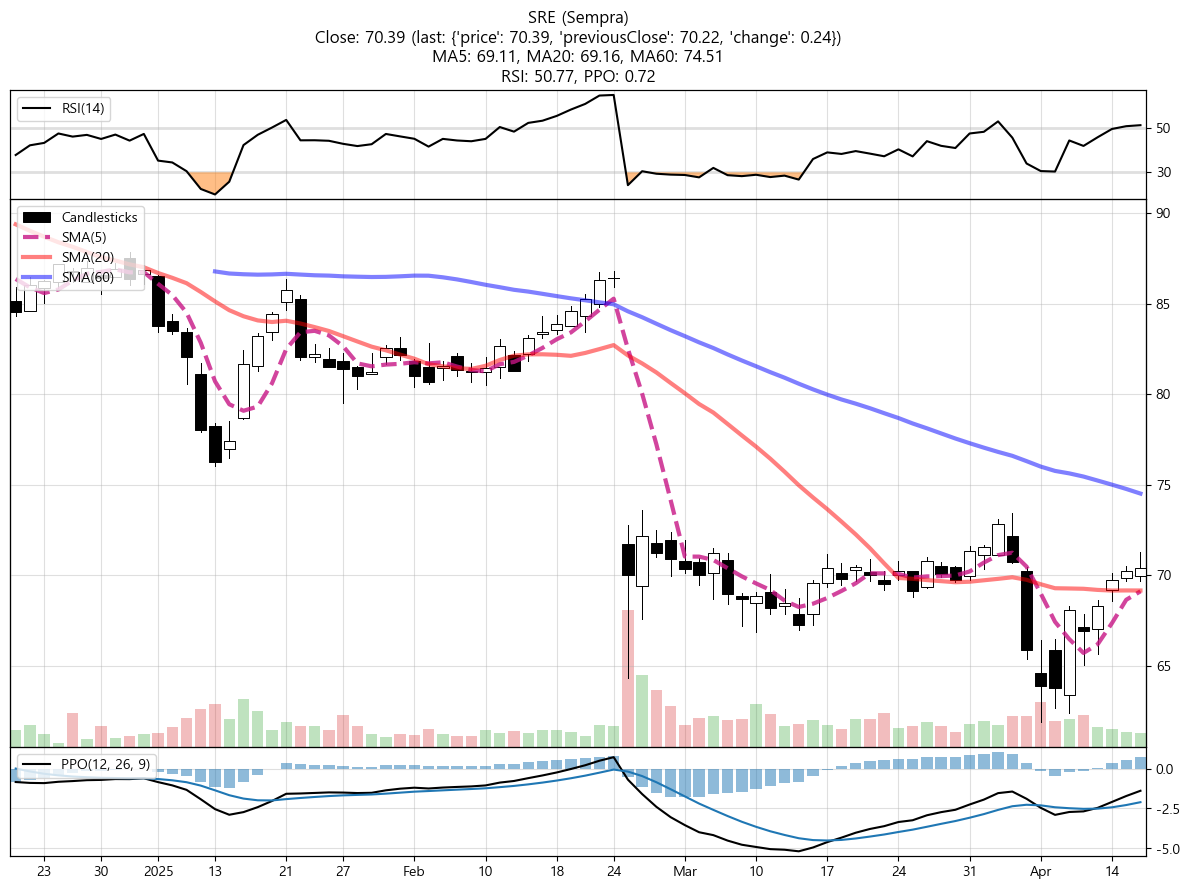 SRE (Sempra)
Close: 70.39 (last: {'price': 70.39, 'previousClose': 70.22, 'change': 0.24})
MA5: 69.11, MA20: 69.16, MA60: 74.51
RSI: 50.77, PPO: 0.72
RSI(14)
50
30
Candlesticks
SMA(5)
SMA(20)
SMA(60)
90
85
80
75
70
65
PPO(12, 26, 9)
0.0
-2.5
-5.0
23 30 2025 13 21 27 Feb 10 18 24 Mar 10 17 24 31 Apr 14